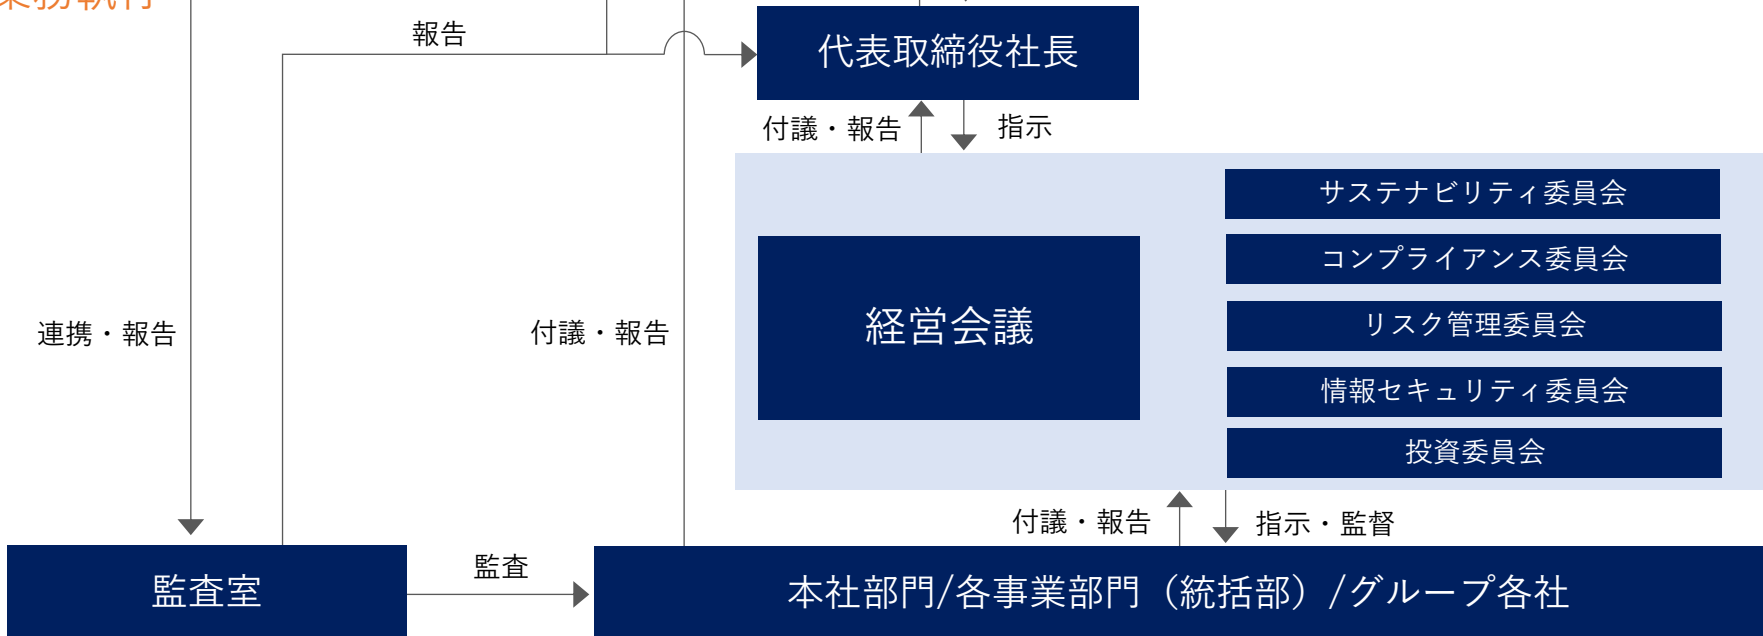 業務執行
報告
代表取締役社長
付議・報告
指示
サステナビリティ委員会
コンプライアンス委員会
経営会議
リスク管理委員会
連携・報告
付議・報告
情報セキュリティ委員会
投資委員会
付議・報告
指示・監督
監査室
監査
本社部門/各事業部門（統括部）/グループ各社